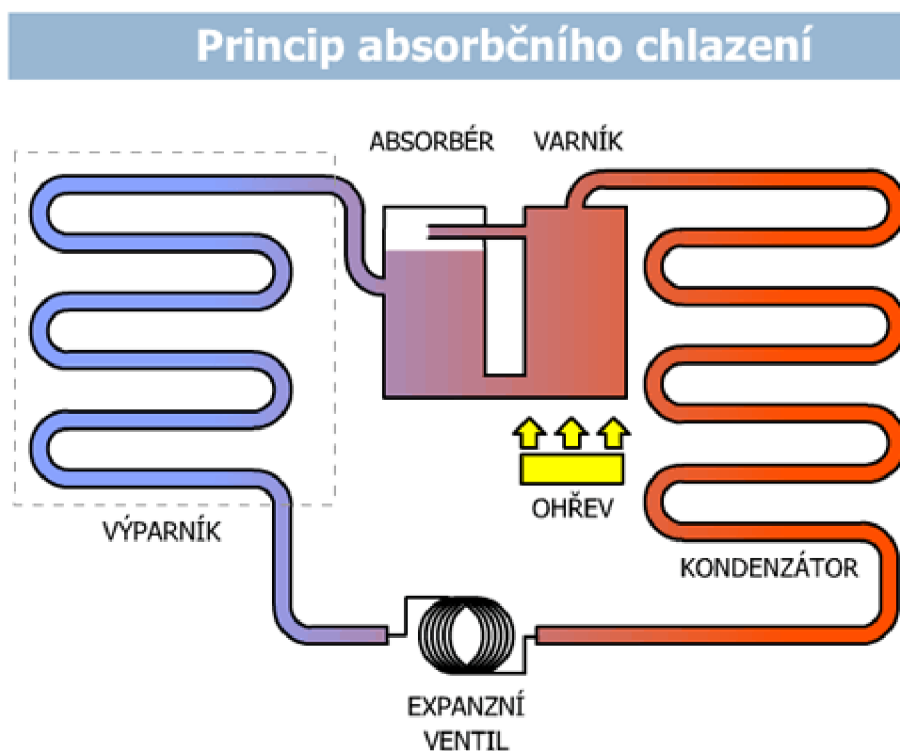 Princip absorbčního chlazení
ABSORBÉR
VARNÍK
OHŘEV
VÝPARNÍK
KONDENZÁTOR
EXPANZNÍ
VENTIL